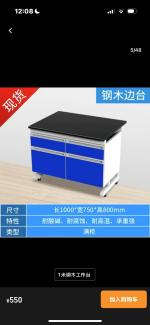 12:08
5/48
现货
钢木边台
尺寸 长1000*宽750*高800mm
特性 耐酸碱、耐腐蚀、耐高温、承重强
类型 满柜
1米钢木工作台
¥550
加入购物车